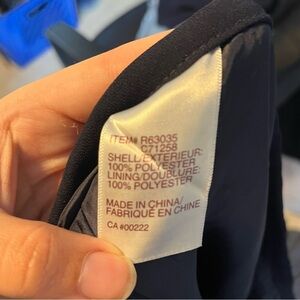 ITEM# R63035
C71258
SHELL/EXTERIEUR:
100% POLYESTER
LINING/DOUBLURE:
100% POLYESTER
MADE IN CHINA/
FABRIQUÉ EN CHINE
CA #00222